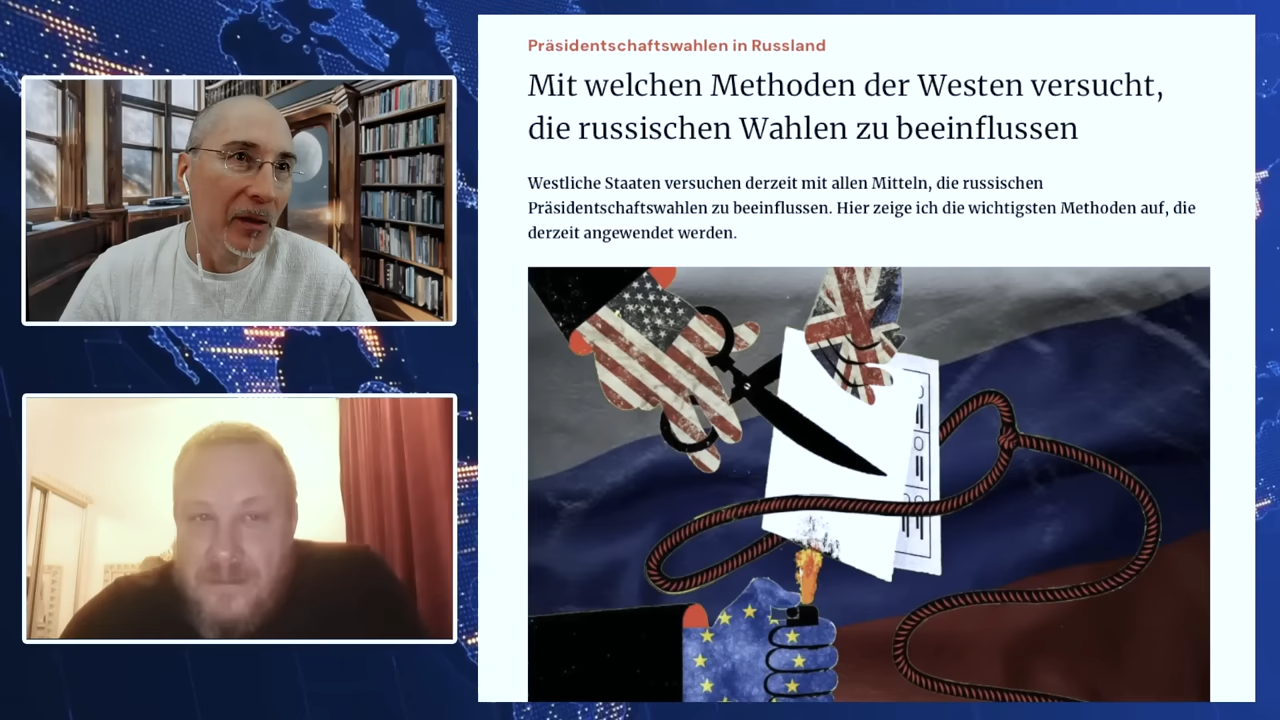 Präsidentschaftswahlen in Russland
Mit welchen Methoden der Westen versucht,
die russischen Wahlen zu beeinflussen
Westliche Staaten versuchen derzeit mit allen Mitteln, die russischen
Präsidentschaftswahlen zu beeinflussen. Hier zeige ich die wichtigsten Methoden auf, die
derzeit angewendet werden.